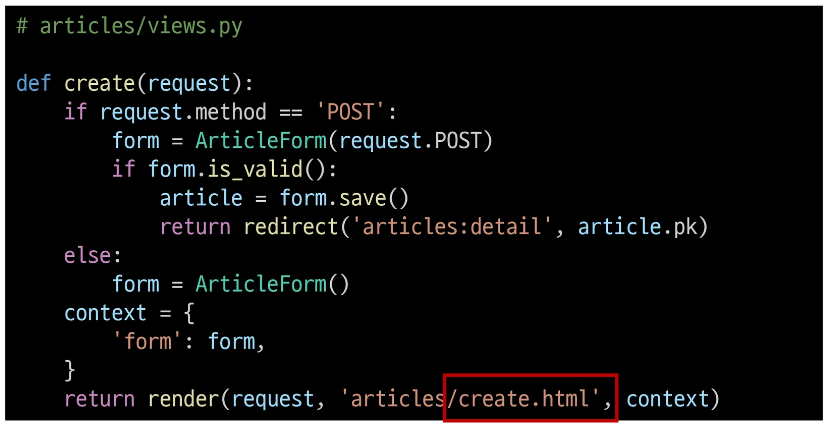 # articles/views.py
def create(request):
    if request.method == 'POST':
        form = ArticleForm(request.POST)
        if form.is_valid():
            article = form.save()
            return redirect('articles:detail', article.pk)
    else:
        form = ArticleForm()
    context = {
        'form': form,
    }
    return render(request, 'articles/create.html', context)